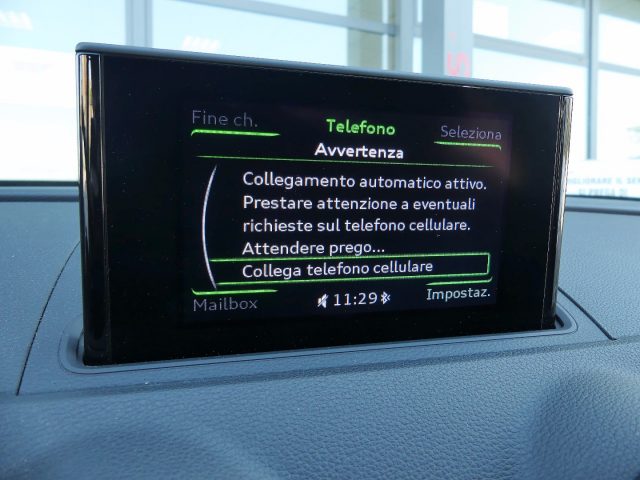 Fine ch.
Telefono
Seleziona
Avvertenza
Collegamento automatico attivo.
Prestare attenzione a eventuali
richieste sul telefono cellulare.
Attendere prego...
Collega telefono cellulare
Mailbox
11:29
Impostaz.